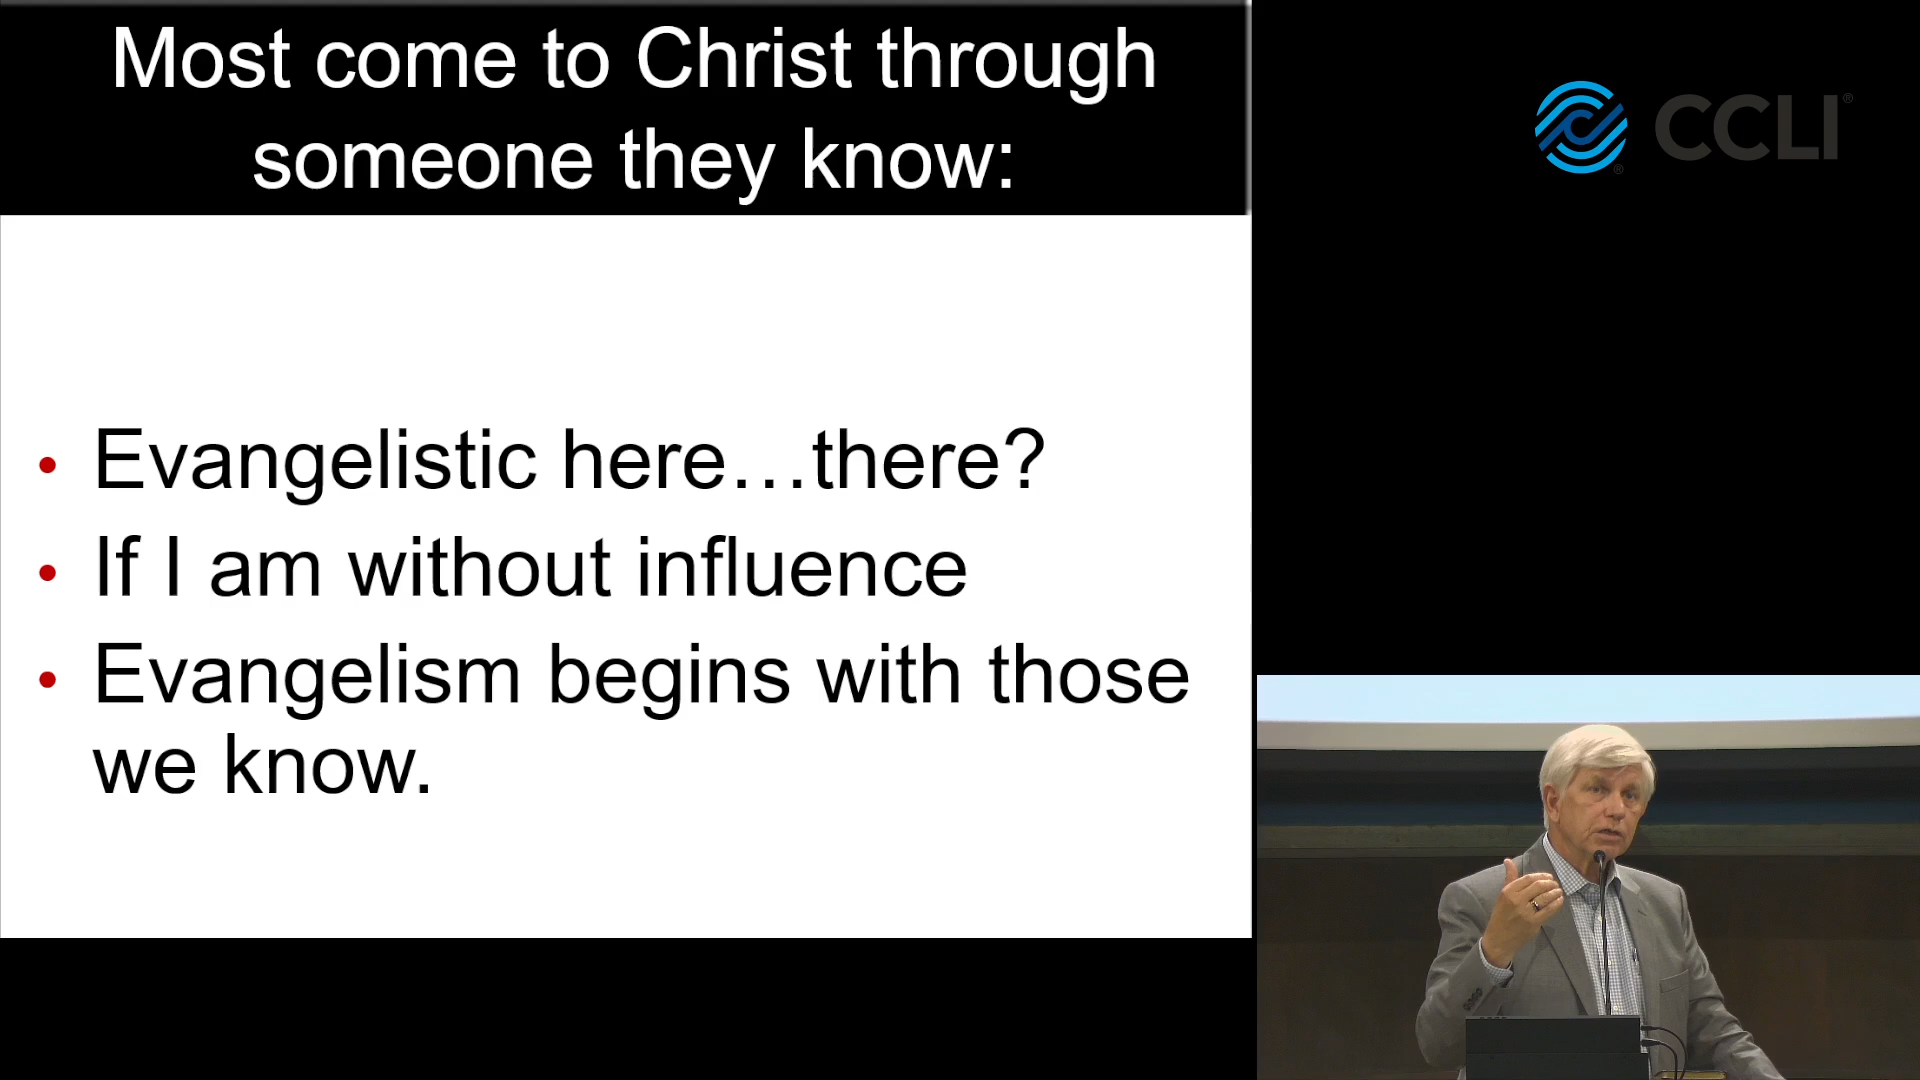 Most come to Christ through
someone they know:
CCLI®
• Evangelistic here…there?
• If I am without influence
• Evangelism begins with those
we know.